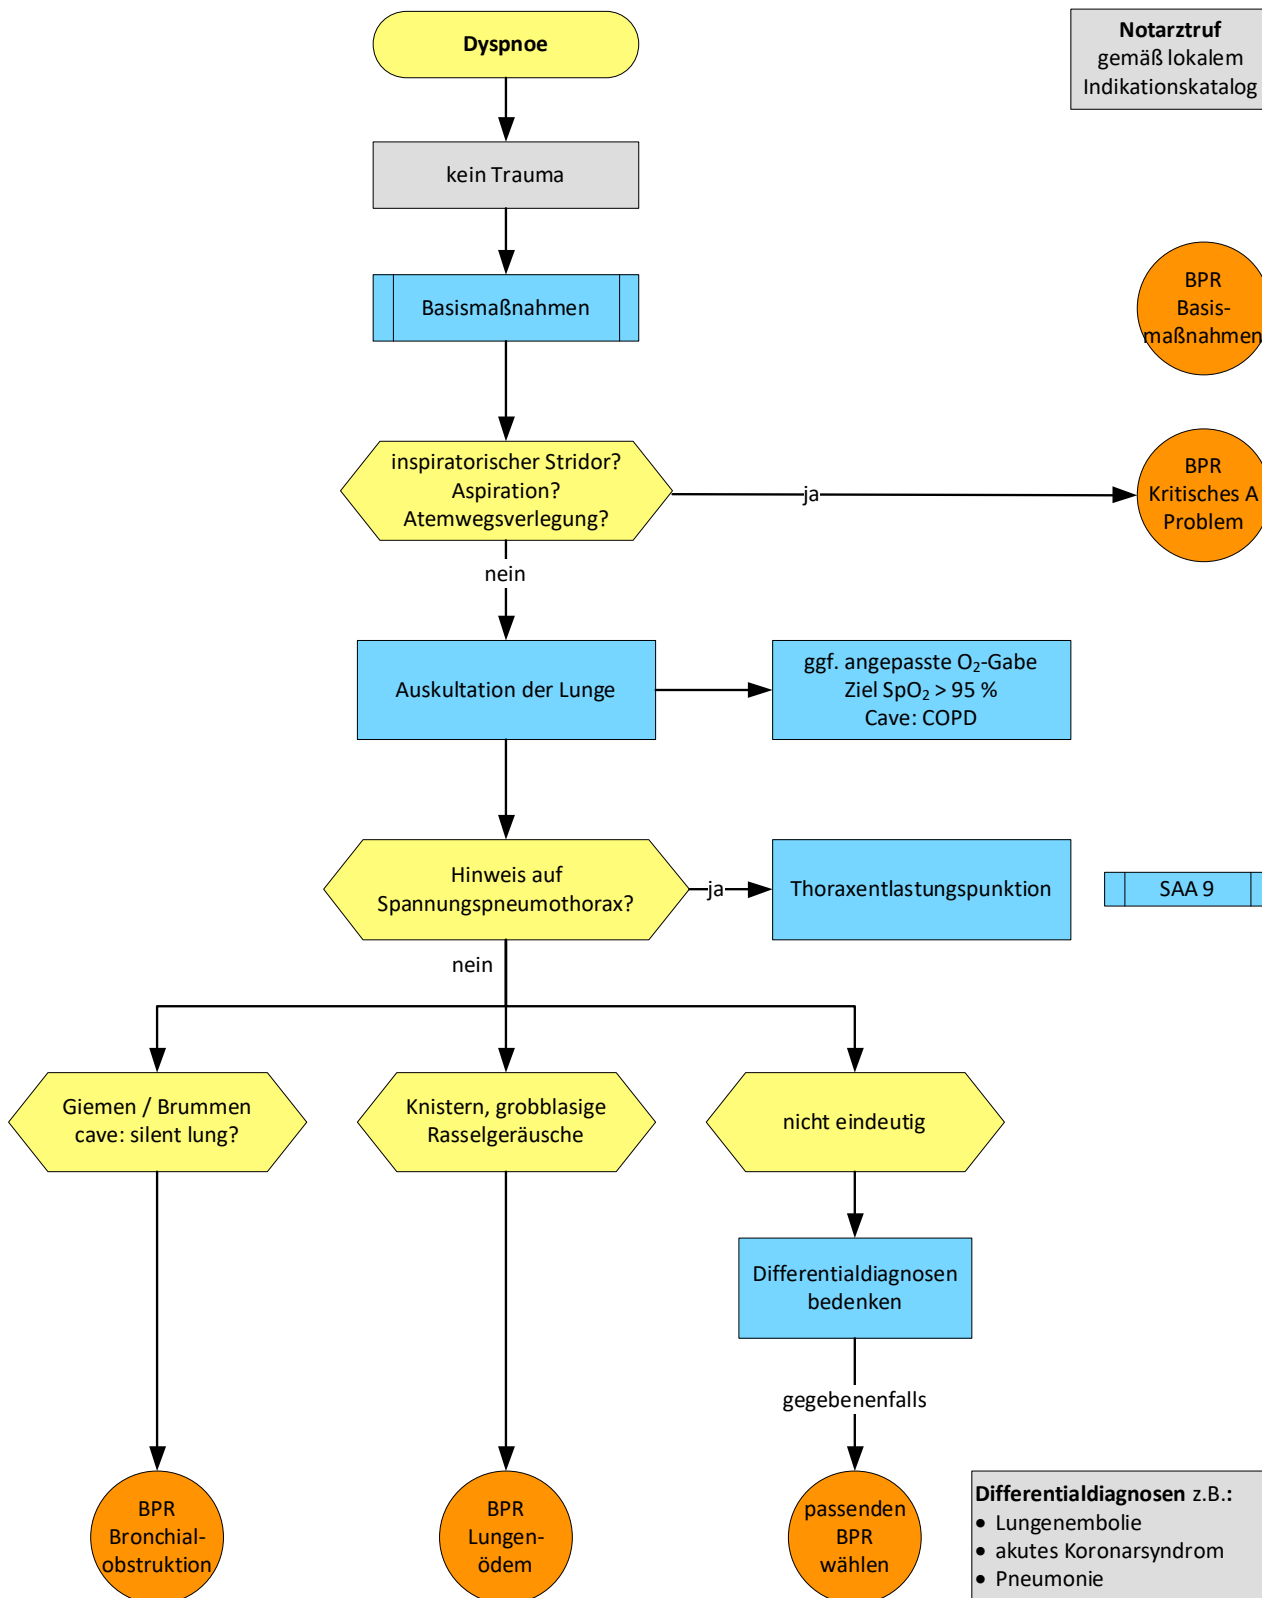 Dyspnoe
Notarztruf
gemäß lokalem
Indikationskatalog
kein Trauma
Basismaßnahmen
BPR
Basis-
maßnahmen
inspiratorischer Stridor?
Aspiration?
Atemwegsverlegung?
ja
BPR
Kritisches A
Problem
nein
Auskultation der Lunge
ggf. angepasste O₂-Gabe
Ziel SpO₂ > 95 %
Cave: COPD
Hinweis auf
Spannungspneumothorax?
ja
Thoraxentlastungspunktion
SAA 9
nein
Giemen / Brummen
cave: silent lung?
Knistern, grobblasige
Rasselgeräusche
nicht eindeutig
Differentialdiagnosen
bedenken
gegebenenfalls
BPR
Bronchial-
obstruktion
BPR
Lungen-
ödem
passenden
BPR
wählen
Differentialdiagnosen z.B.:
• Lungenembolie
• akutes Koronarsyndrom
• Pneumonie